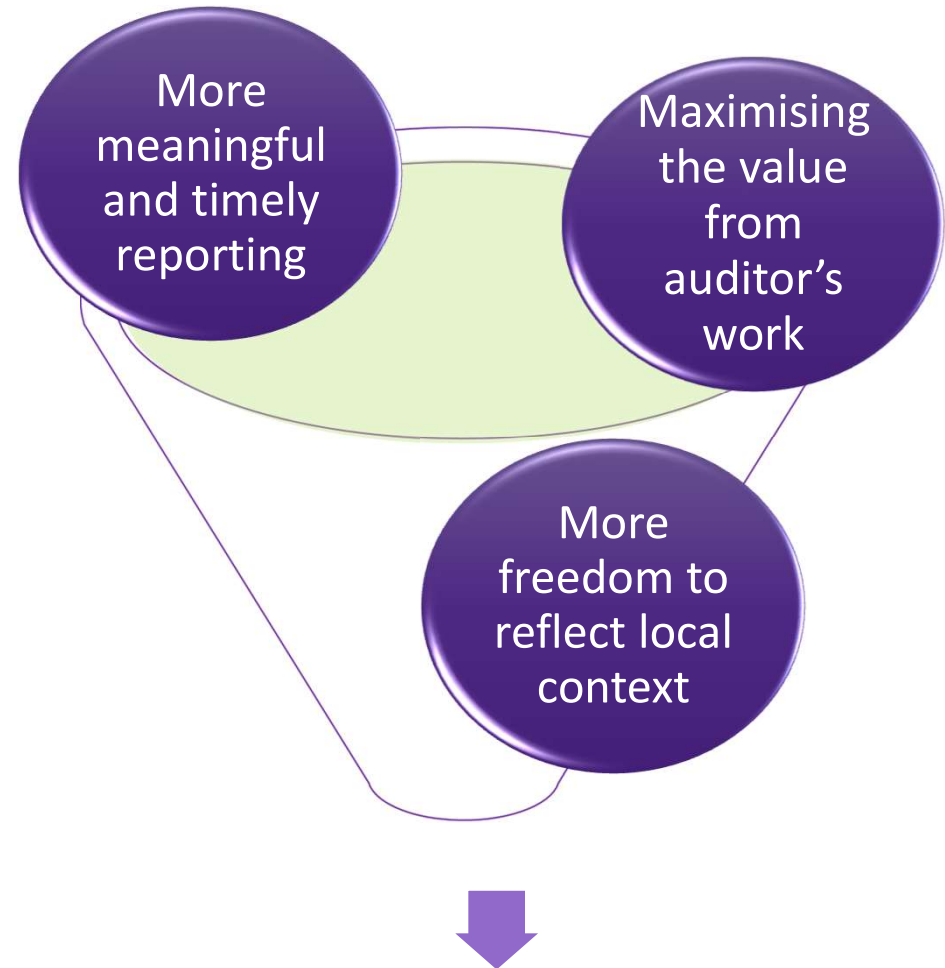 More
meaningful
and timely
reporting
Maximising
the value
from
auditor’s
work
More
freedom to
reflect local
context